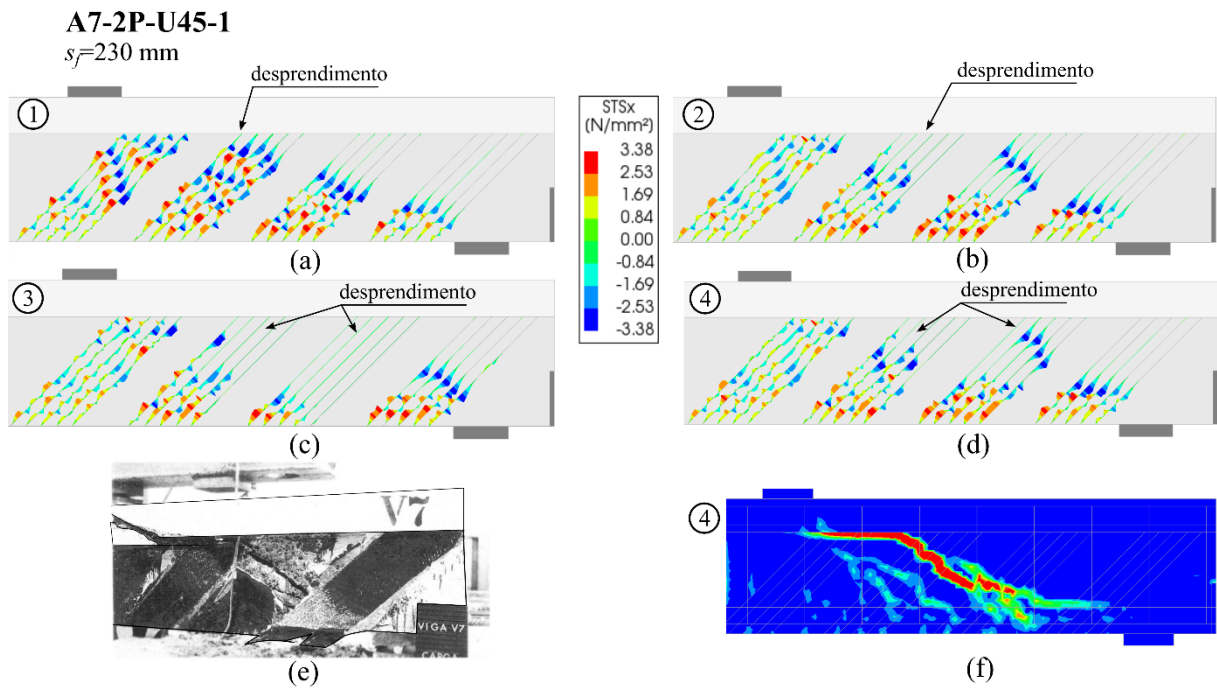 A7-2P-U45-1
s_f=230 mm
desprendimento
1
(a)
desprendimento
2
(b)
STSx
(N/mm²)
3.38
2.53
1.69
0.84
0.00
-0.84
-1.69
-2.53
-3.38
desprendimento
3
(c)
desprendimento
4
(d)
V7
VIGA V7
CARGA
(e)
4
(f)